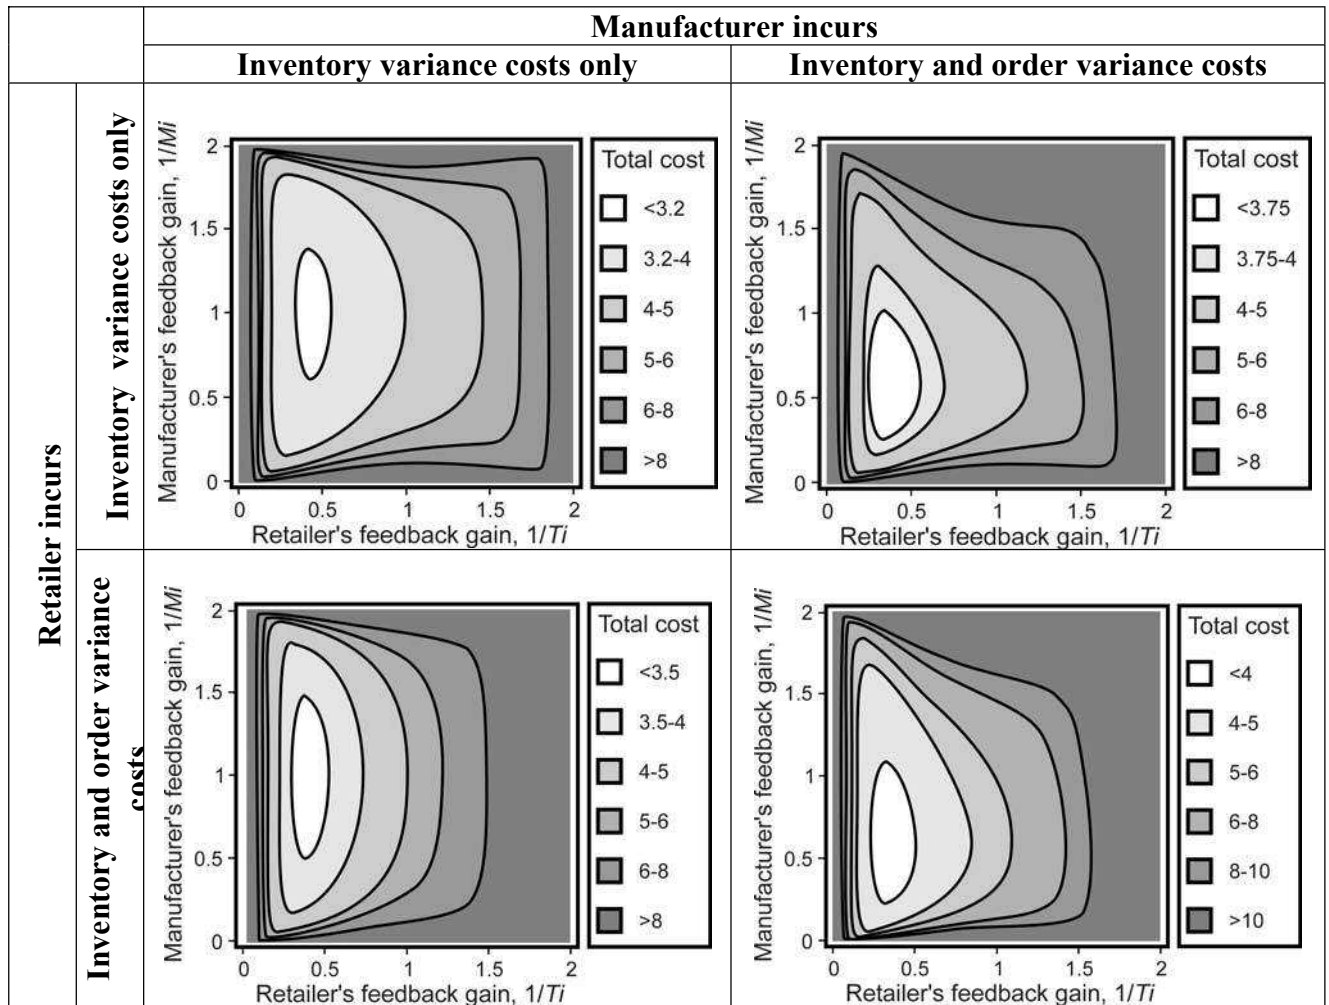 Manufacturer incurs
Inventory variance costs only
Inventory and order variance costs
Retailer incurs
Inventory variance costs only
Manufacturer's feedback gain, 1/Mi
2
1.5
1
0.5
0
0 0.5 1 1.5 2
Retailer's feedback gain, 1/Ti
Total cost
<3.2
3.2-4
4-5
5-6
6-8
>8
Manufacturer's feedback gain, 1/Mi
2
1.5
1
0.5
0
0 0.5 1 1.5 2
Retailer's feedback gain, 1/Ti
Total cost
<3.75
3.75-4
4-5
5-6
6-8
>8
Inventory and order variance
costs
Manufacturer's feedback gain, 1/Mi
2
1.5
1
0.5
0
0 0.5 1 1.5 2
Retailer's feedback gain, 1/Ti
Total cost
<3.5
3.5-4
4-5
5-6
6-8
>8
Manufacturer's feedback gain, 1/Mi
2
1.5
1
0.5
0
0 0.5 1 1.5 2
Retailer's feedback gain, 1/Ti
Total cost
<4
4-5
5-6
6-8
8-10
>10